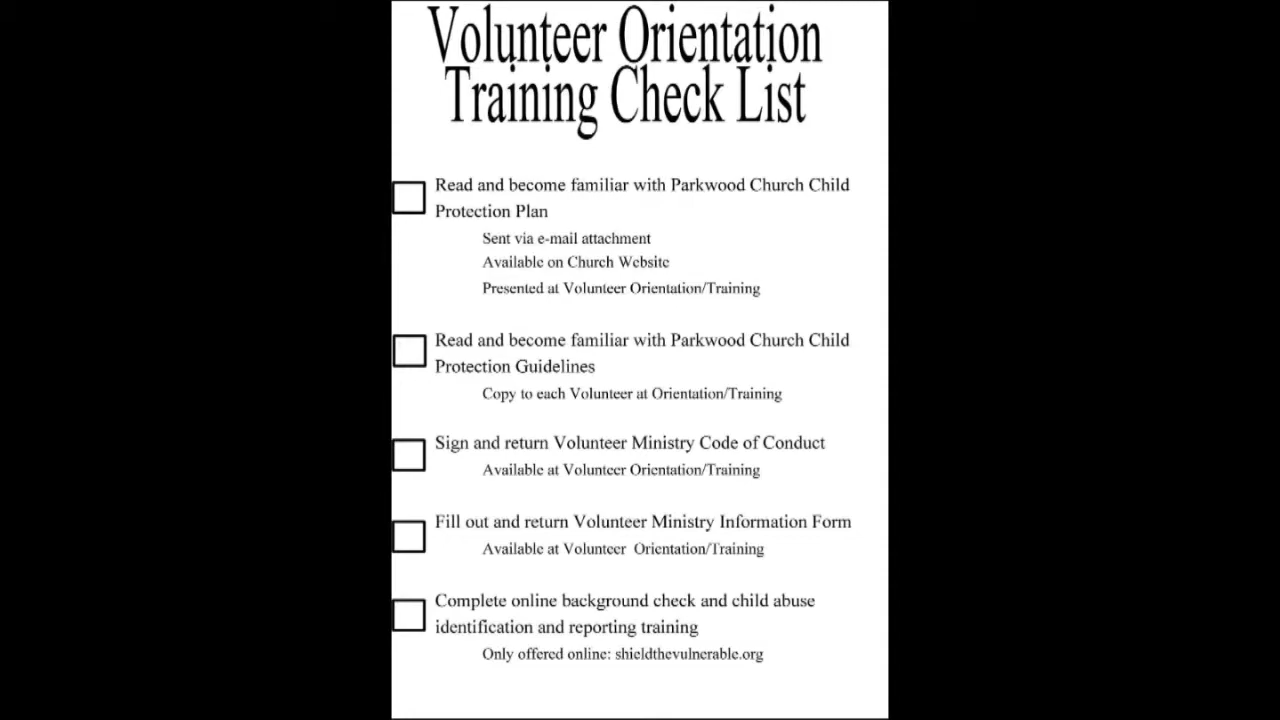 Volunteer Orientation
Training Check List
Read and become familiar with Parkwood Church Child
Protection Plan
Sent via e-mail attachment
Available on Church Website
Presented at Volunteer Orientation/Training
Read and become familiar with Parkwood Church Child
Protection Guidelines
Copy to each Volunteer at Orientation/Training
Sign and return Volunteer Ministry Code of Conduct
Available at Volunteer Orientation/Training
Fill out and return Volunteer Ministry Information Form
Available at Volunteer Orientation/Training
Complete online background check and child abuse
identification and reporting training
Only offered online: shieldthevulnerable.org